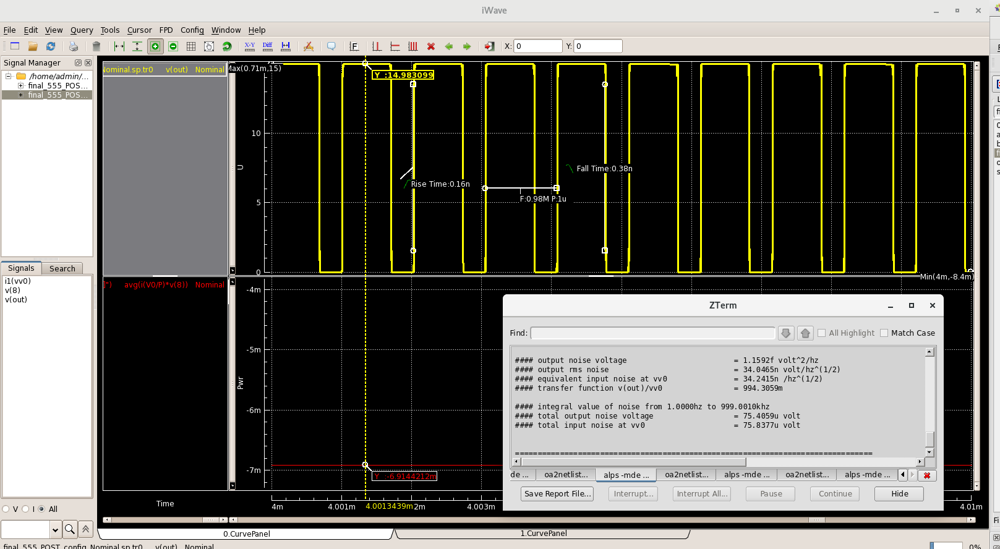 iWave
File Edit View Query Tools Cursor FPD Config Window Help
X·Y Diff F X: 0 Y: 0
Signal Manager
/home/admin/...
final_555_POS...
final_555_POS...
Signals Search
i1(vv0)
v(8)
v(out)
V I All
Nominal.sp.tr0 v(out) Nominal
Max(0.71m,15)
Y :14.983099
10
5
0
U
Rise Time:0.16n
F:0.98M P:1u
Fall Time:0.38n
Min(4m,-8.4m)
]") avg(i(V0/P)*v(8)) Nominal
-4m
-5m
-6m
-7m
Pwr
Y :-6.9144212m
Time
4m 4.001m 4.0013439m 2m 4.003m 4.01m
0.CurvePanel 1.CurvePanel
final_555_POST_config_Nominal.sp.tr0 v(out) Nominal
0%
ZTerm
Find: All Highlight Match Case
#### output noise voltage = 1.1592f volt^2/hz
#### output rms noise = 34.0465n volt/hz^(1/2)
#### equivalent input noise at vv0 = 34.2415n /hz^(1/2)
#### transfer function v(out)/vv0 = 994.3059m
#### integral value of noise from 1.0000hz to 999.0010khz
#### total output noise voltage = 75.4059u volt
#### total input noise at vv0 = 75.8377u volt
===============================================================================
de ... oa2netlist... alps -mde ... oa2netlist... alps -mde ... oa2netlist... alps -mde ...
Save Report File... Interrupt... Interrupt All... Pause Continue Hide